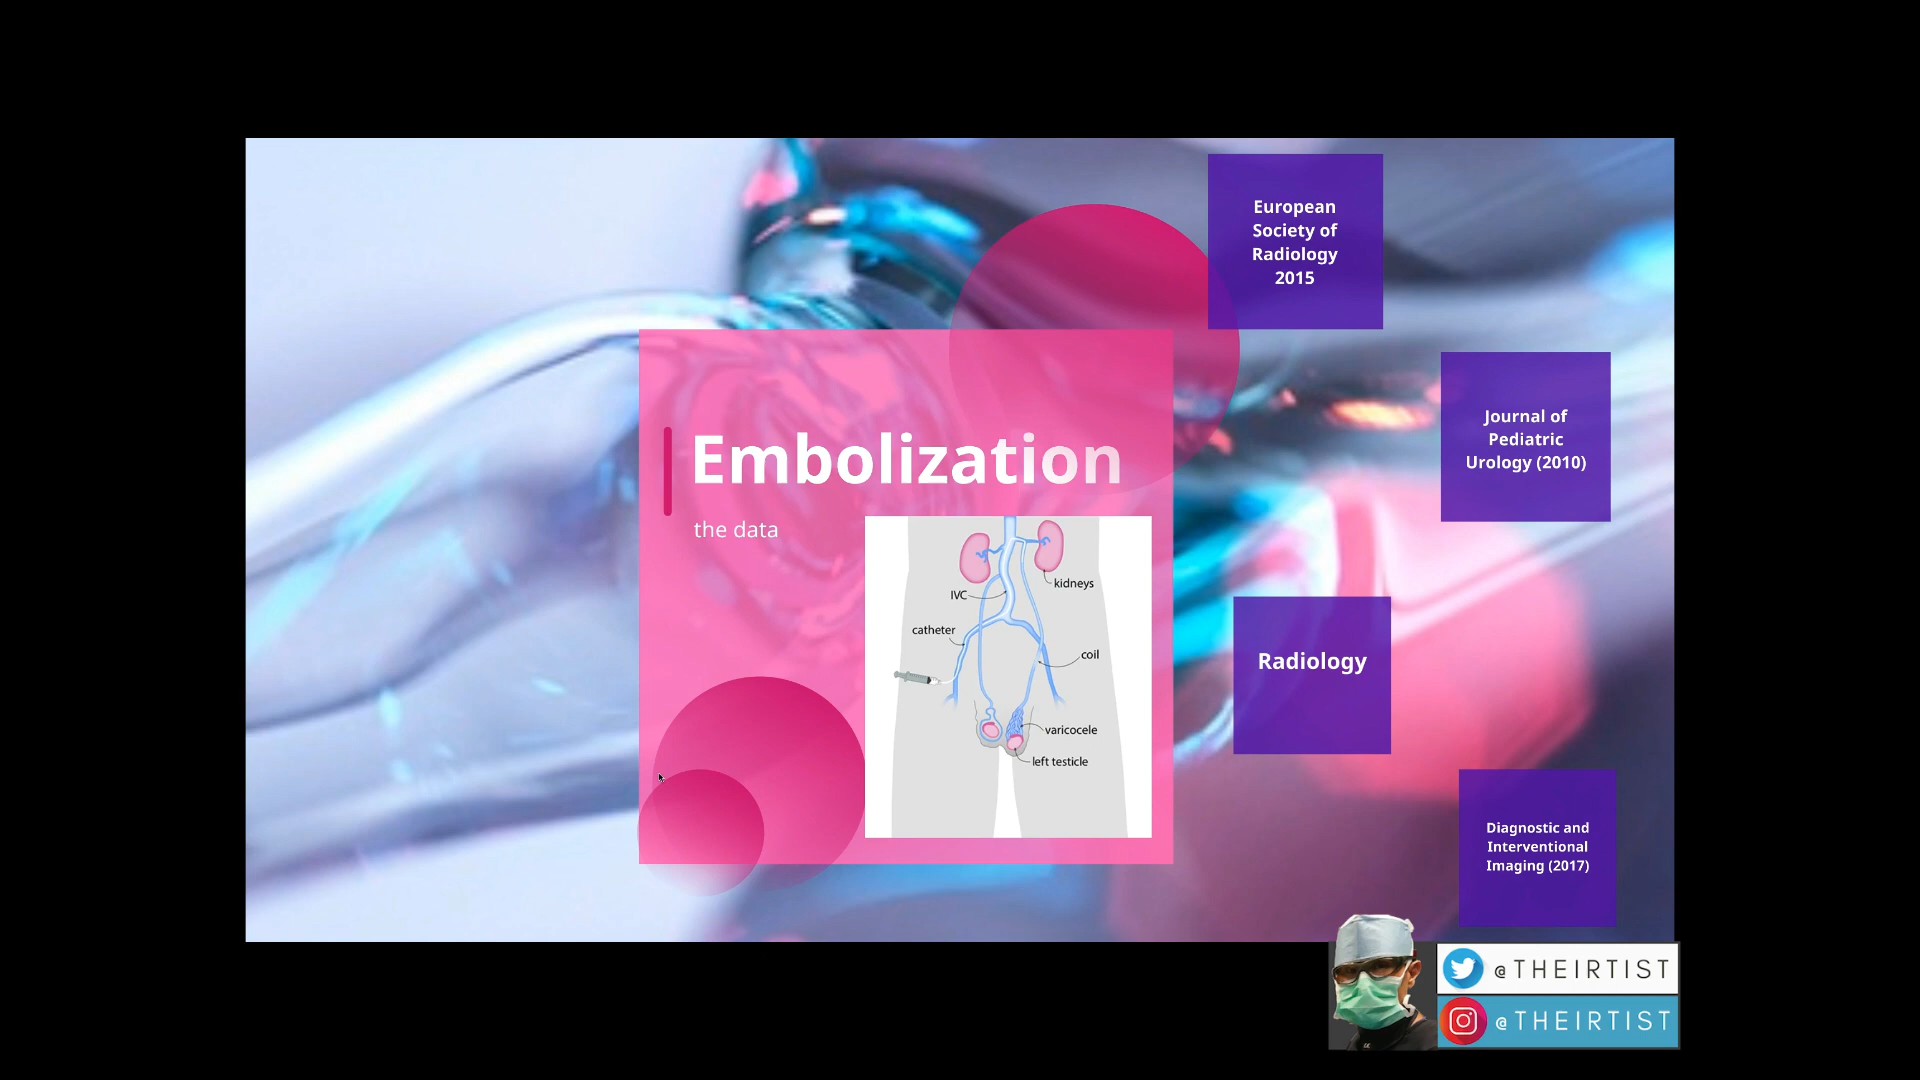 European
Society of
Radiology
2015
Journal of
Pediatric
Urology (2010)
Embolization
the data
kidneys
IVC
catheter
coil
varicocele
left testicle
Radiology
Diagnostic and
Interventional
Imaging (2017)
@THEIRTIST
@THEIRTIST